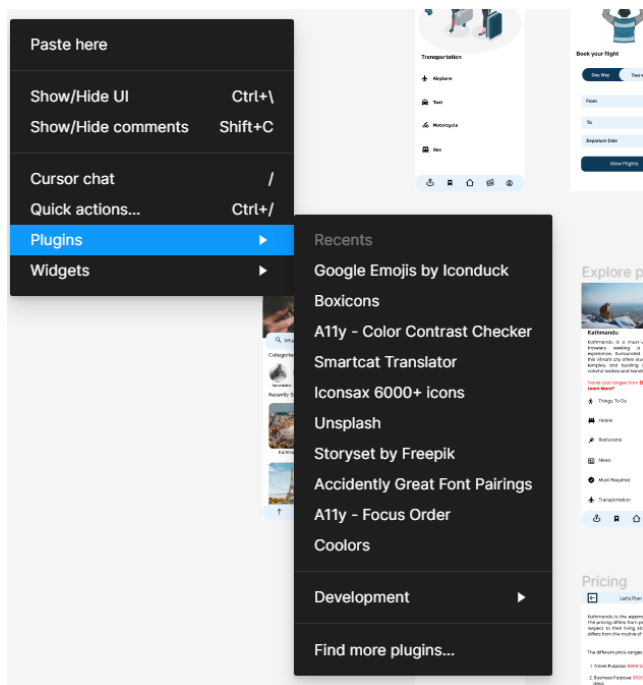 Paste here
Show/Hide UI Ctrl+\
Show/Hide comments Shift+C
Cursor chat /
Quick actions... Ctrl+/
Plugins
Widgets
Recents
Google Emojis by Iconduck
Boxicons
A11y - Color Contrast Checker
Smartcat Translator
Iconsax 6000+ icons
Unsplash
Storyset by Freepik
Accidently Great Font Pairings
A11y - Focus Order
Coolors
Development
Find more plugins...
Transportation
Airplane
Taxi
Motorcycle
Bus
Book your flight
One Way
From
To
Departure Date
View Flights
Explore
Kathmandu
Things To Do
Hotels
Restaurants
News
Must Required
Transportation
Pricing
Let's Plan